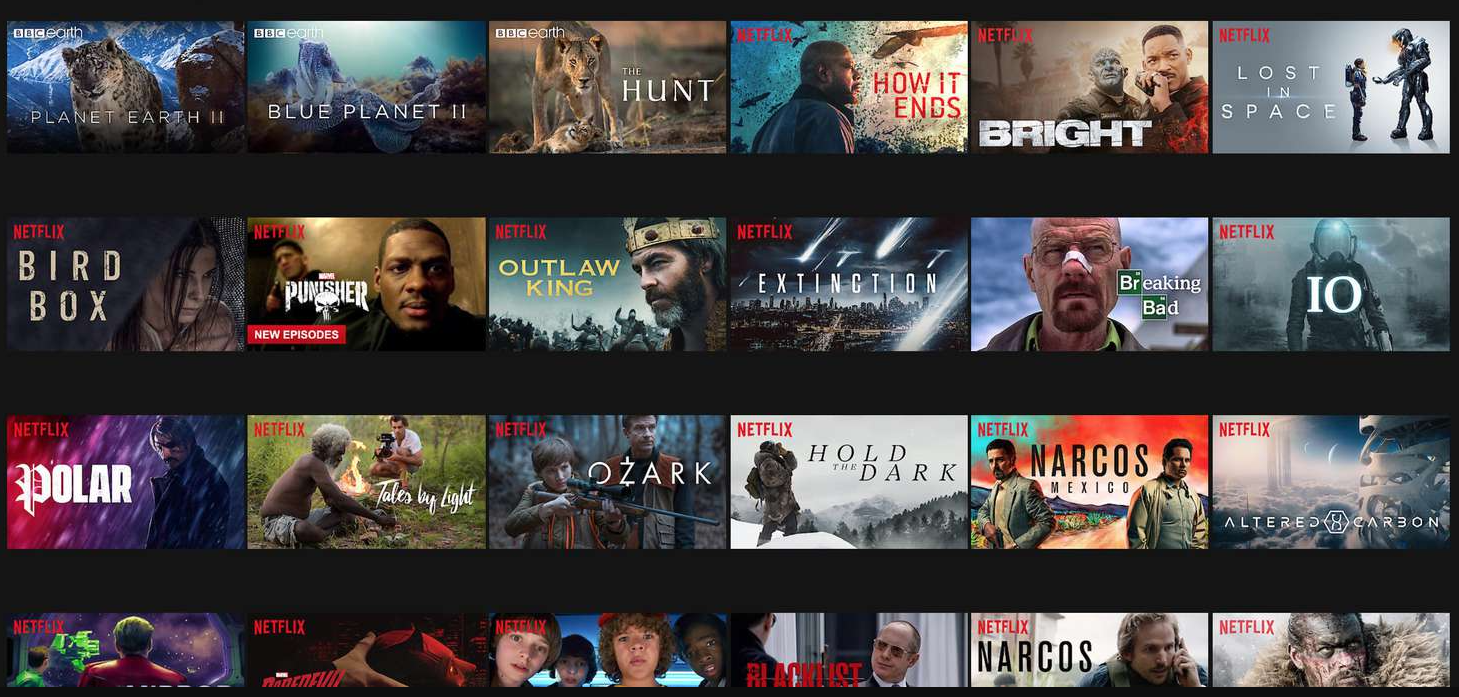 BBC earth
PLANET EARTH II
BBC earth
BLUE PLANET II
BBC earth
THE
HUNT
NETFLIX
HOW IT
ENDS
NETFLIX
BRIGHT
NETFLIX
LOST
IN
SPACE
NETFLIX
BIRD
BOX
NETFLIX
MARVEL
PUNISHER
NEW EPISODES
NETFLIX
OUTLAW
KING
NETFLIX
EXTINCTION
Breaking
Bad
NETFLIX
IO
NETFLIX
POLAR
NETFLIX
Tales by Light
NETFLIX
OZARK
NETFLIX
HOLD
THE DARK
NETFLIX
NARCOS
MEXICO
NETFLIX
ALTERED CARBON
NETFLIX
MIRROR
NETFLIX
MARVEL
DAREDEVIL
NETFLIX
BLACKLIST
NETFLIX
NARCOS
NETFLIX